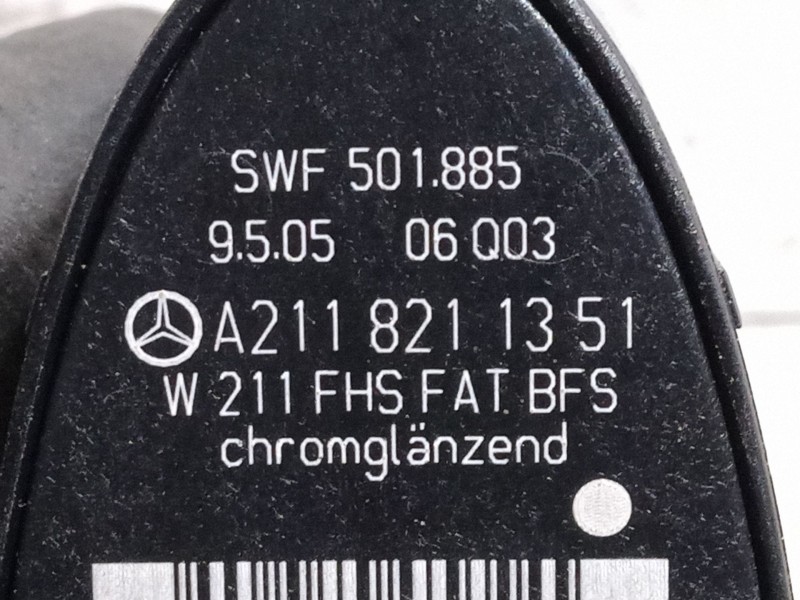 SWF 501.885
9.5.05 06 Q03
A211 821 13 51
W 211 FHS FAT BFS
chromglänzend